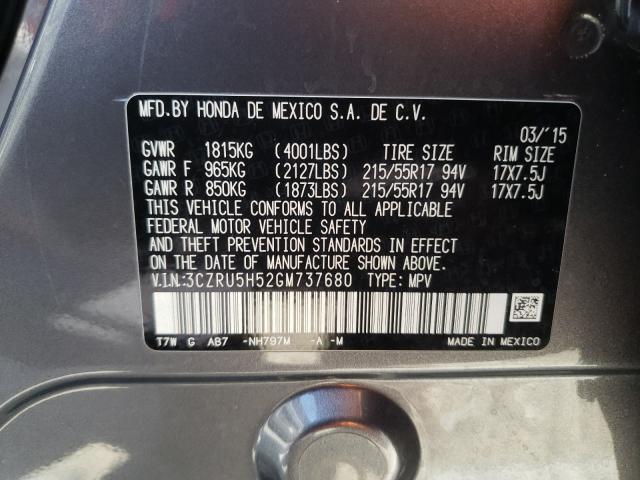 MFD.BY HONDA DE MEXICO S.A. DE C.V.
03/'15
GVWR 1815KG (4001LBS) TIRE SIZE RIM SIZE
GAWR F 965KG (2127LBS) 215/55R17 94V 17X7.5J
GAWR R 850KG (1873LBS) 215/55R17 94V 17X7.5J
THIS VEHICLE CONFORMS TO ALL APPLICABLE
FEDERAL MOTOR VEHICLE SAFETY
AND THEFT PREVENTION STANDARDS IN EFFECT
ON THE DATE OF MANUFACTURE SHOWN ABOVE.
V.I.N.:3CZRU5H52GM737680 TYPE: MPV
T7W G AB7 -NH797M -A -M MADE IN MEXICO